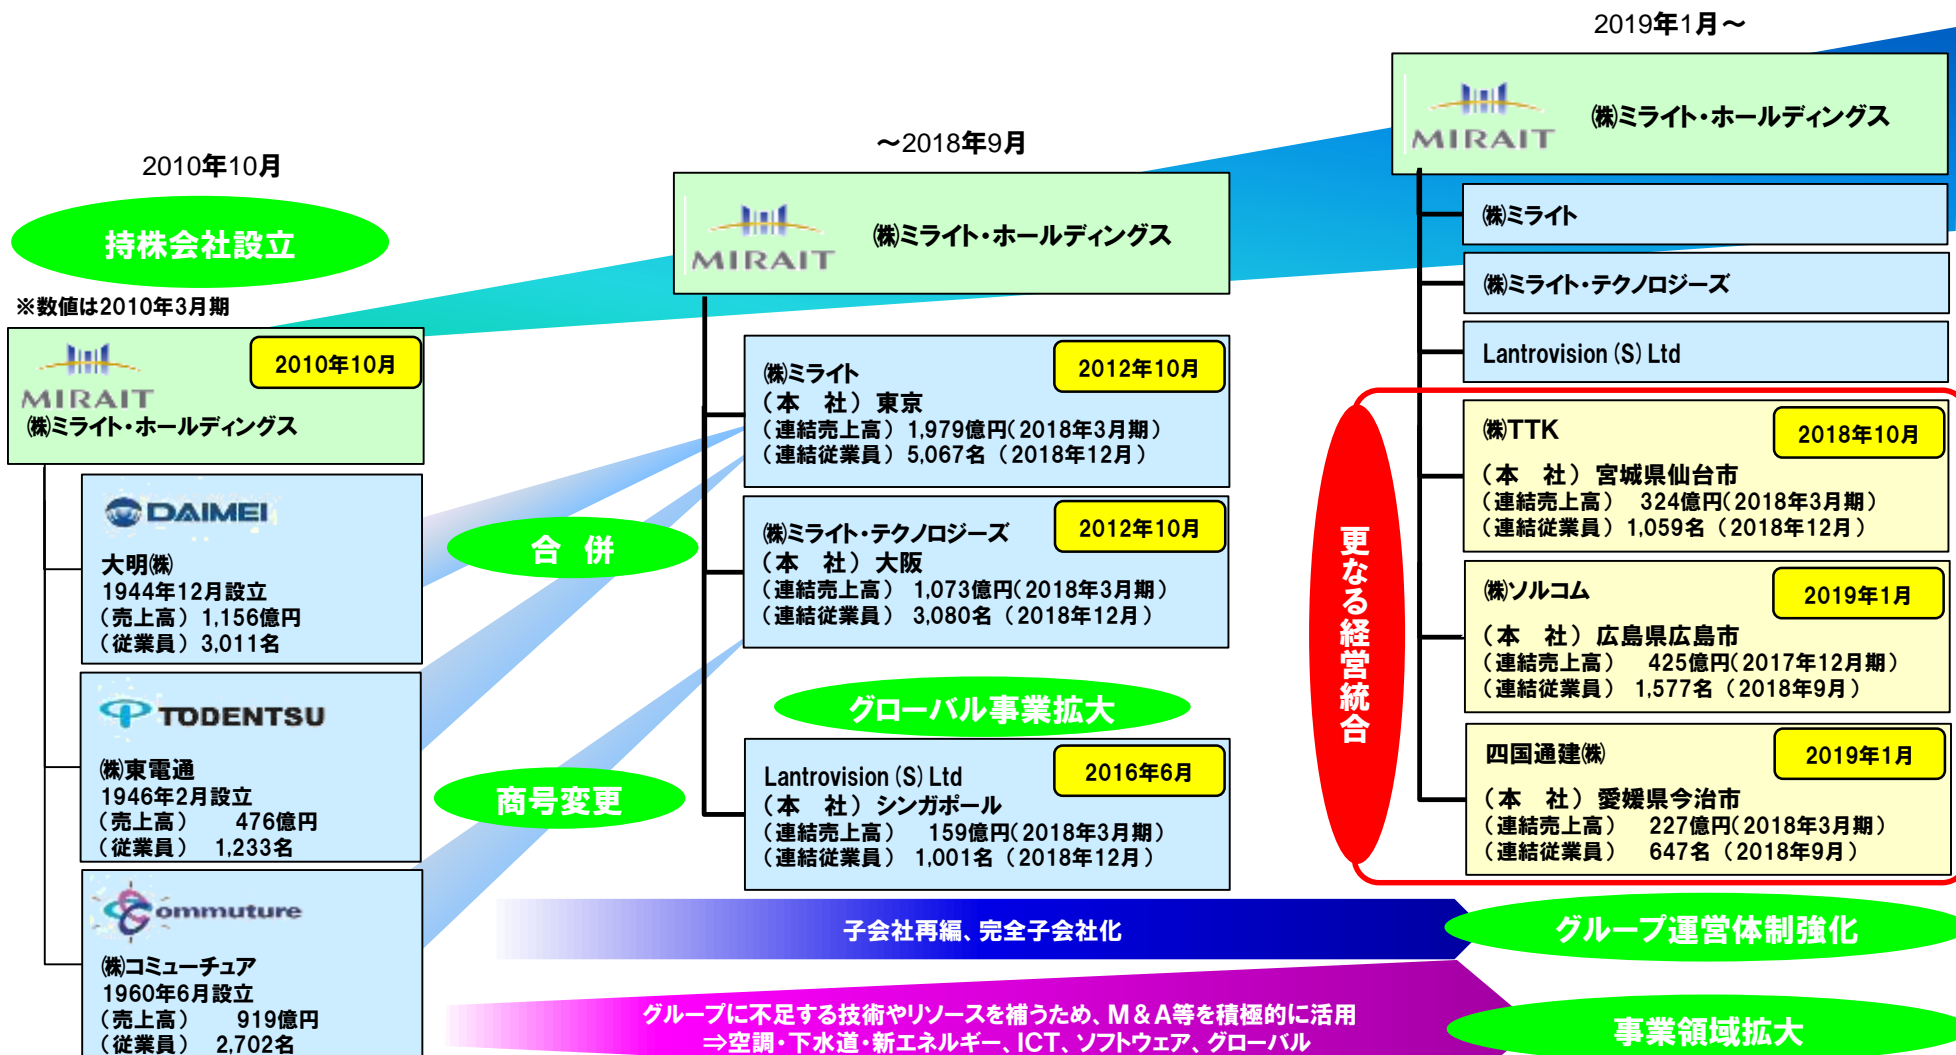 2010年10月
持株会社設立
※数値は2010年3月期
2010年10月
MIRAIT
㈱ミライト・ホールディングス
DAIMEI
大明㈱
1944年12月設立
(売上高) 1,156億円
(従業員) 3,011名
TODENTSU
㈱東電通
1946年2月設立
(売上高) 476億円
(従業員) 1,233名
Commuture
㈱コミューチュア
1960年6月設立
(売上高) 919億円
(従業員) 2,702名
合 併
商号変更
～2018年9月
MIRAIT
㈱ミライト・ホールディングス
㈱ミライト
2012年10月
(本 社) 東京
(連結売上高) 1,979億円(2018年3月期)
(連結従業員) 5,067名 (2018年12月)
㈱ミライト・テクノロジーズ
2012年10月
(本 社) 大阪
(連結売上高) 1,073億円(2018年3月期)
(連結従業員) 3,080名 (2018年12月)
グローバル事業拡大
Lantrovision (S) Ltd
2016年6月
(本 社) シンガポール
(連結売上高) 159億円(2018年3月期)
(連結従業員) 1,001名 (2018年12月)
2019年1月～
MIRAIT
㈱ミライト・ホールディングス
㈱ミライト
㈱ミライト・テクノロジーズ
Lantrovision (S) Ltd
更なる経営統合
㈱TTK
2018年10月
(本 社) 宮城県仙台市
(連結売上高) 324億円(2018年3月期)
(連結従業員) 1,059名 (2018年12月)
㈱ソルコム
2019年1月
(本 社) 広島県広島市
(連結売上高) 425億円(2017年12月期)
(連結従業員) 1,577名 (2018年9月)
四国通建㈱
2019年1月
(本 社) 愛媛県今治市
(連結売上高) 227億円(2018年3月期)
(連結従業員) 647名 (2018年9月)
子会社再編、完全子会社化
グループ運営体制強化
グループに不足する技術やリソースを補うため、M＆A等を積極的に活用
⇒空調・下水道・新エネルギー、ICT、ソフトウェア、グローバル
事業領域拡大